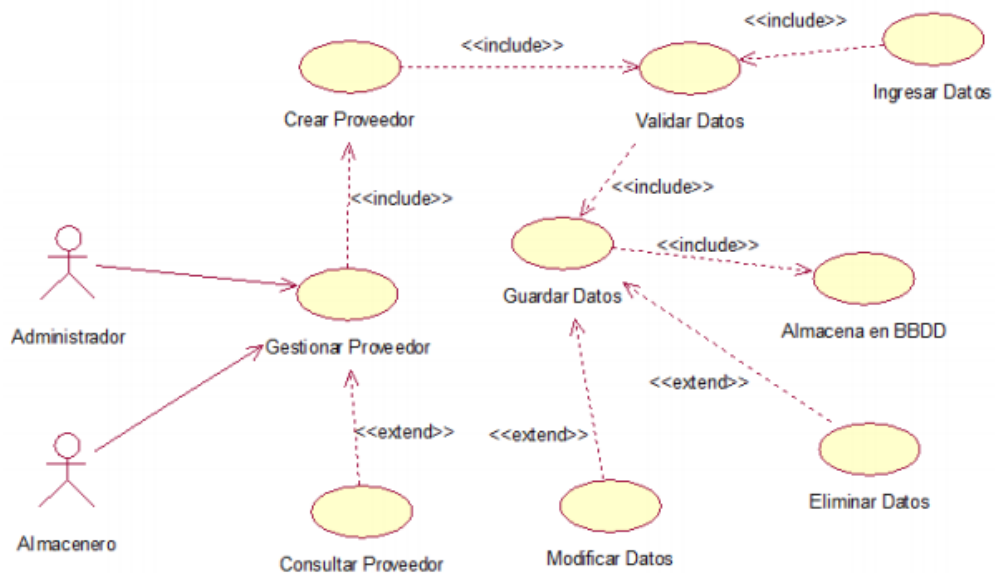 <<include>>
<<include>>
Ingresar Datos
Crear Proveedor
Validar Datos
<<include>>
<<include>>
<<include>>
Guardar Datos
Almacena en BBDD
Administrador
Gestionar Proveedor
<<extend>>
<<extend>>
<<extend>>
Eliminar Datos
Almacenero
Consultar Proveedor
Modificar Datos